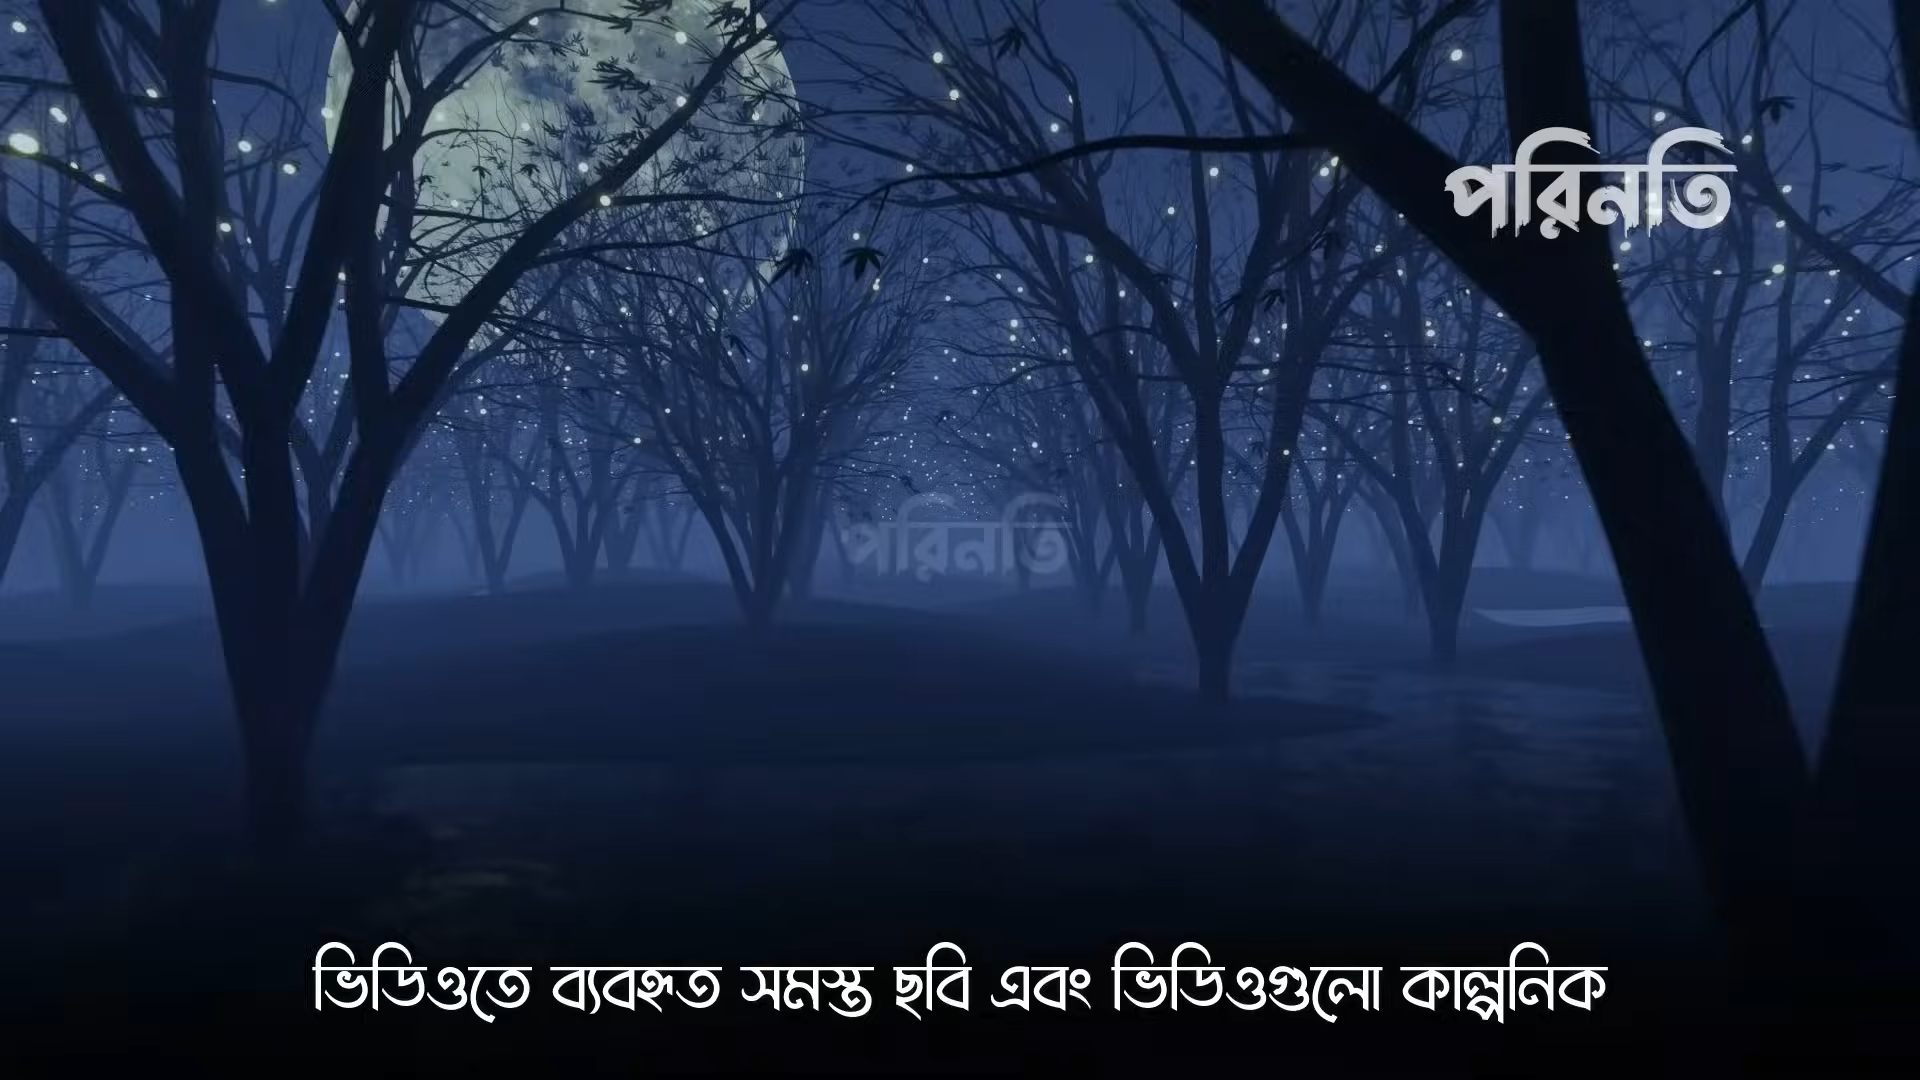 পরিনতি
পরিনতি
ভিডিওতে ব্যবহৃত সমস্ত ছবি এবং ভিডিওগুলো কাল্পনিক